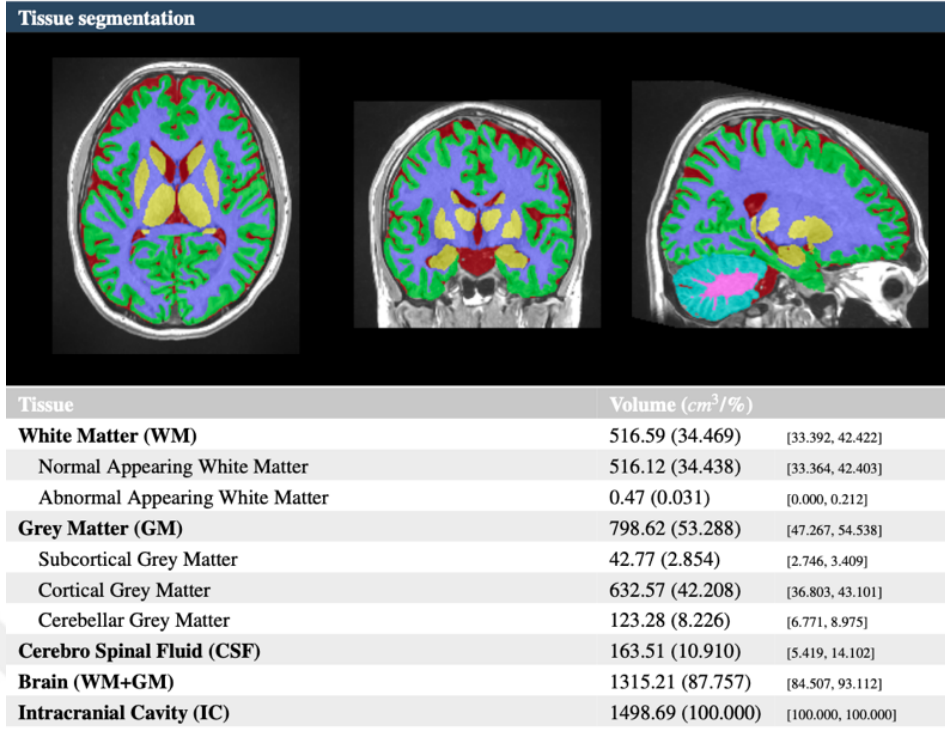 Tissue segmentation
Tissue Volume (cm³/%)
White Matter (WM) 516.59 (34.469) [33.392, 42.422]
Normal Appearing White Matter 516.12 (34.438) [33.364, 42.403]
Abnormal Appearing White Matter 0.47 (0.031) [0.000, 0.212]
Grey Matter (GM) 798.62 (53.288) [47.267, 54.538]
Subcortical Grey Matter 42.77 (2.854) [2.746, 3.409]
Cortical Grey Matter 632.57 (42.208) [36.803, 43.101]
Cerebellar Grey Matter 123.28 (8.226) [6.771, 8.975]
Cerebro Spinal Fluid (CSF) 163.51 (10.910) [5.419, 14.102]
Brain (WM+GM) 1315.21 (87.757) [84.507, 93.112]
Intracranial Cavity (IC) 1498.69 (100.000) [100.000, 100.000]